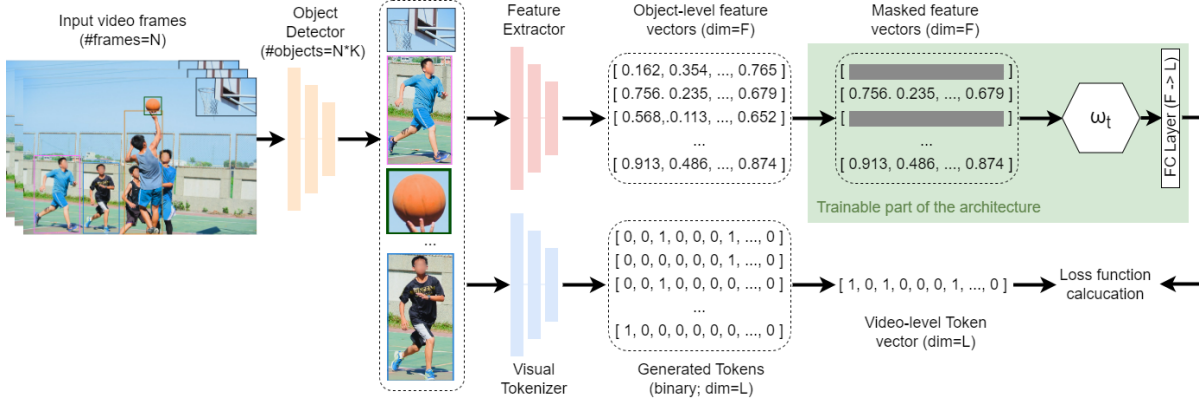 Input video frames
(#frames=N)
Object
Detector
(#objects=N*K)
...
Feature
Extractor
Object-level feature
vectors (dim=F)
[ 0.162, 0.354, ..., 0.765 ]
[ 0.756. 0.235, ..., 0.679 ]
[ 0.568, 0.113, ..., 0.652 ]
...
[ 0.913, 0.486, ..., 0.874 ]
Masked feature
vectors (dim=F)
[ ]
[ 0.756. 0.235, ..., 0.679 ]
[ ]
...
[ 0.913, 0.486, ..., 0.874 ]
ωt
FC Layer (F -> L)
Trainable part of the architecture
Visual
Tokenizer
[ 0, 0, 1, 0, 0, 0, 1, ..., 0 ]
[ 0, 0, 0, 0, 0, 0, 1, ..., 0 ]
[ 0, 0, 1, 0, 0, 0, 0, ..., 0 ]
...
[ 1, 0, 0, 0, 0, 0, 0, ..., 0 ]
Generated Tokens
(binary; dim=L)
[ 1, 0, 1, 0, 0, 0, 1, ..., 0 ]
Video-level Token
vector (dim=L)
Loss function
calcucation